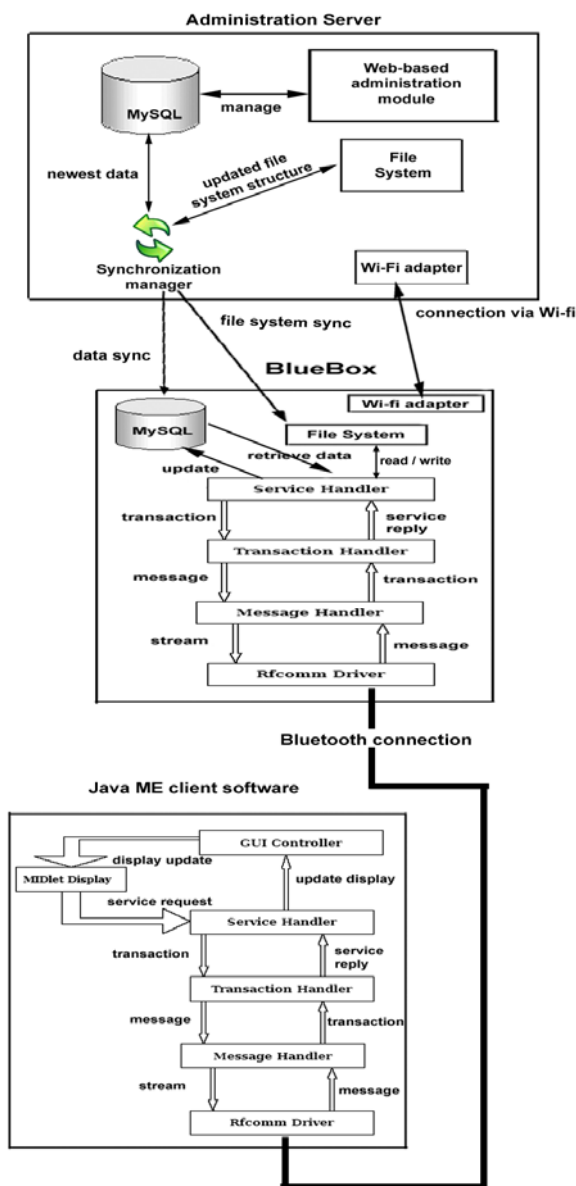 Administration Server
MySQL
manage
Web-based
administration
module
newest data
updated file
system structure
File
System
Synchronization
manager
Wi-Fi adapter
file system sync
connection via Wi-fi
data sync
BlueBox
Wi-fi adapter
MySQL
File System
retrieve data
read / write
update
Service Handler
transaction
service
reply
Transaction Handler
message
transaction
Message Handler
stream
message
Rfcomm Driver
Bluetooth connection
Java ME client software
GUI Controller
display update
MIDlet Display
update display
service request
Service Handler
transaction
service
reply
Transaction Handler
message
transaction
Message Handler
stream
message
Rfcomm Driver